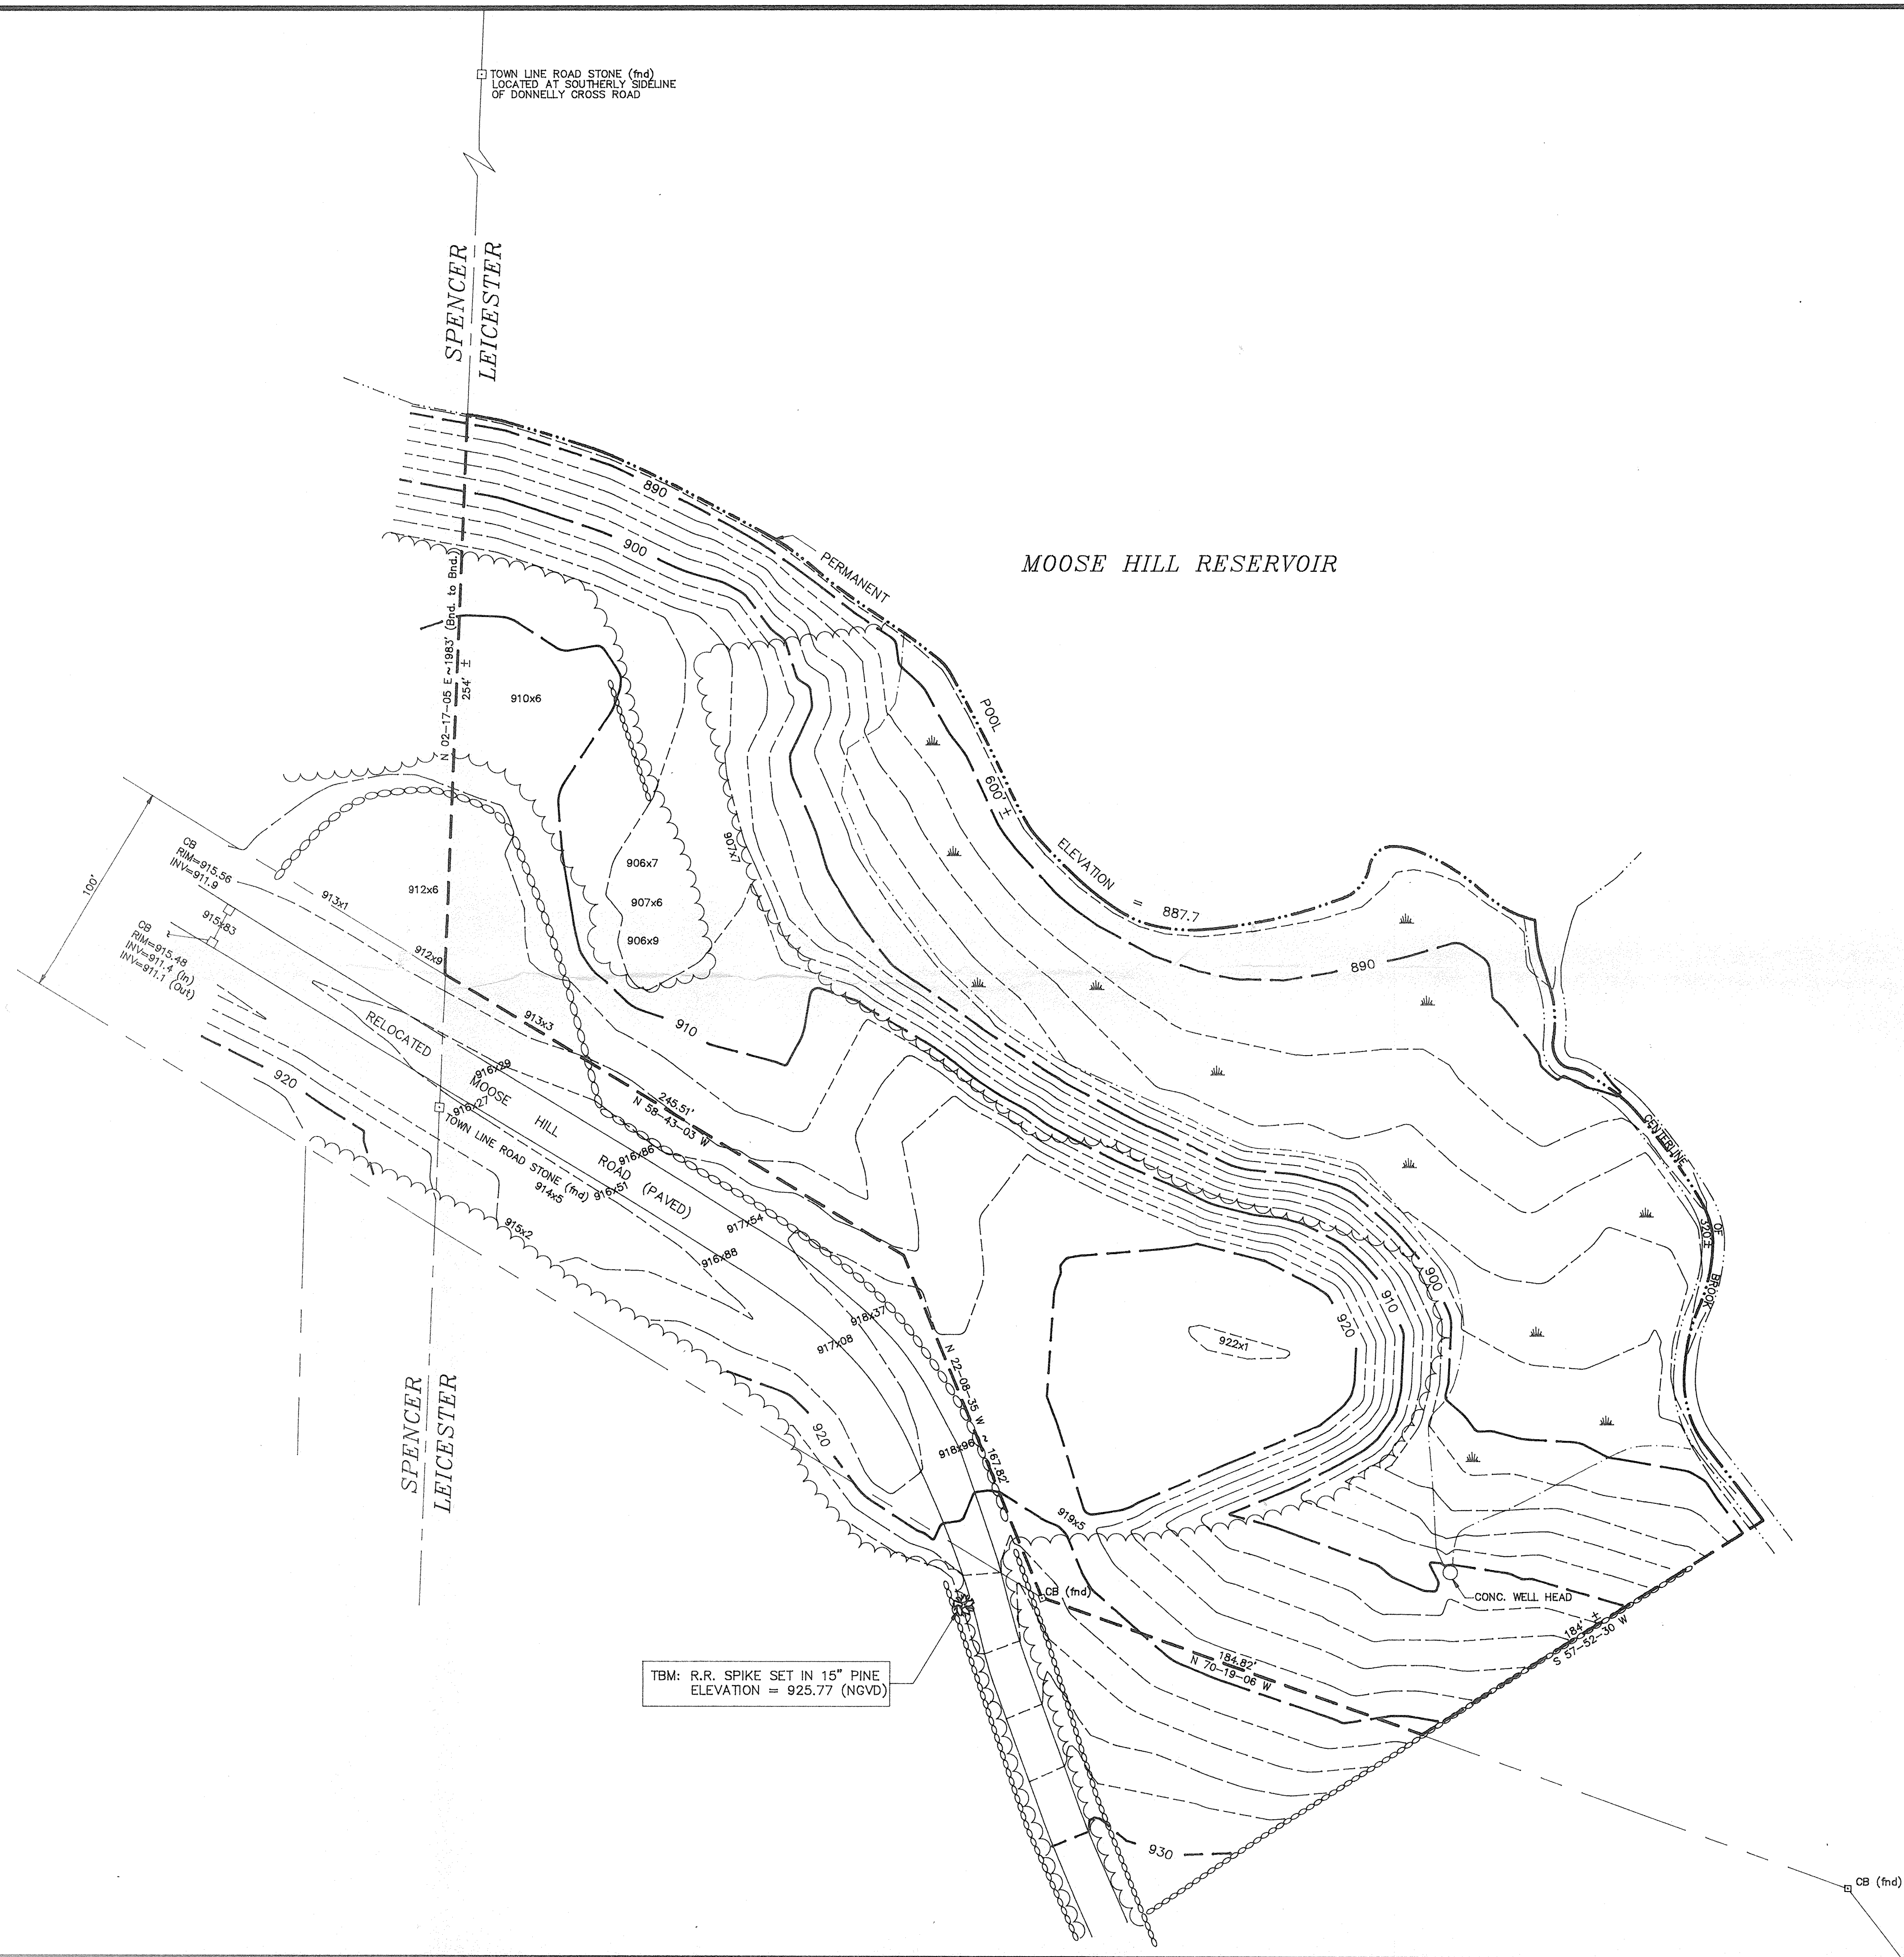 TOWN LINE ROAD STONE (fnd)
LOCATED AT SOUTHERLY SIDELINE
OF DONNELLY CROSS ROAD
SPENCER
LEICESTER
890
900
PERMANENT
MOOSE HILL RESERVOIR
N 02-17-05 E ~ 1983' (Bnd. to Bnd.)
254' ±
910x6
POOL
600' ±
ELEVATION
=
887.7
907x7
906x7
907x6
906x9
CB
RIM=915.56
INV=911.9
100'
915x83
CB
RIM=915.48
INV=911.4 (In)
INV=911.1 (Out)
913x1
912x6
912x9
913x3
910
890
RELOCATED
MOOSE
HILL
ROAD
(PAVED)
920
916x29
916x27
TOWN LINE ROAD STONE (fnd)
245.51'
N 58-43-03 W
916x86
916x51
914x5
915x2
917x54
916x88
918x37
917x08
CENTERLINE
OF
BROOK
320'±
900
910
920
922x1
N 22-08-35 W ~ 167.82'
918x96
920
919x5
SPENCER
LEICESTER
CB (fnd)
CONC. WELL HEAD
184' ±
S 57-52-30 W
184.82'
N 70-19-06 W
TBM: R.R. SPIKE SET IN 15" PINE
ELEVATION = 925.77 (NGVD)
930
CB (fnd)